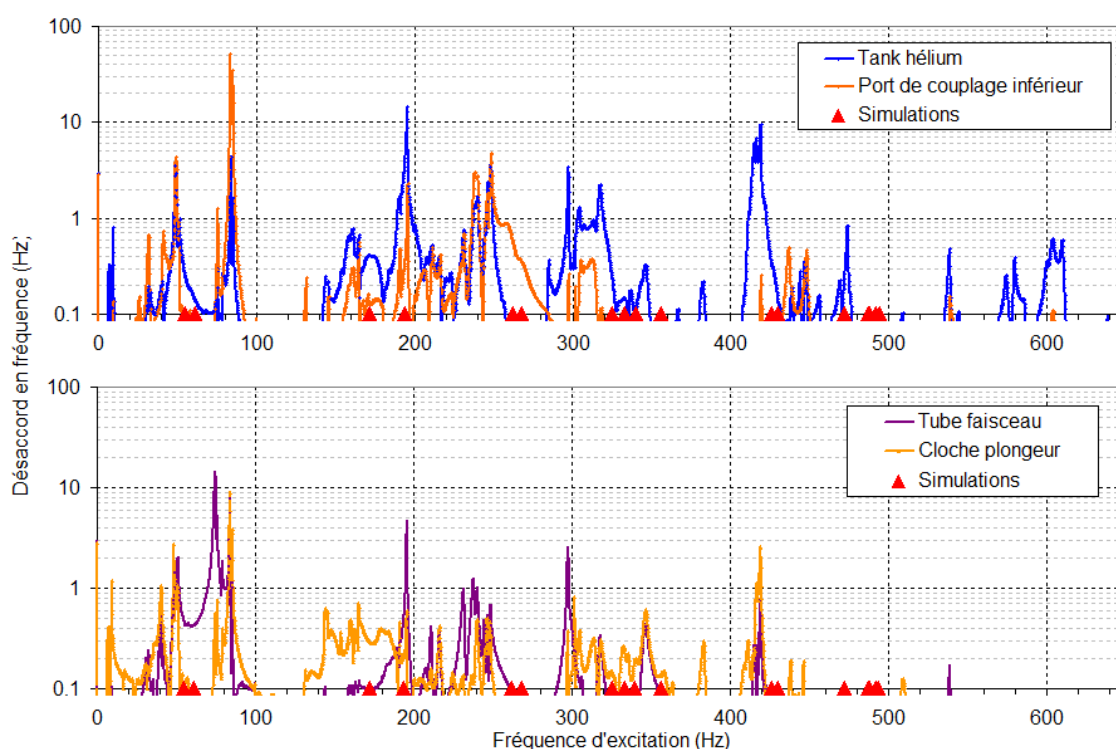 100
10
1
0.1
0
100
200
300
400
500
600
Tank hélium
Port de couplage inférieur
Simulations
Désaccord en fréquence (Hz)
100
10
1
0.1
0
100
200
300
400
500
600
Tube faisceau
Cloche plongeur
Simulations
Fréquence d'excitation (Hz)